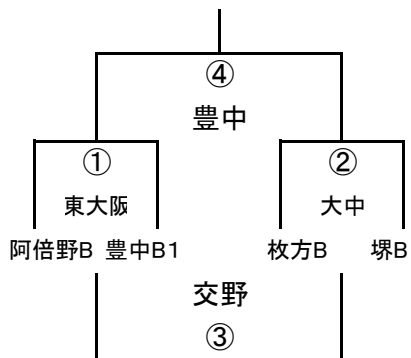 ④
豊中
① ②
東大阪 大中
阿倍野B 豊中B1 枚方B 堺B
交野
③